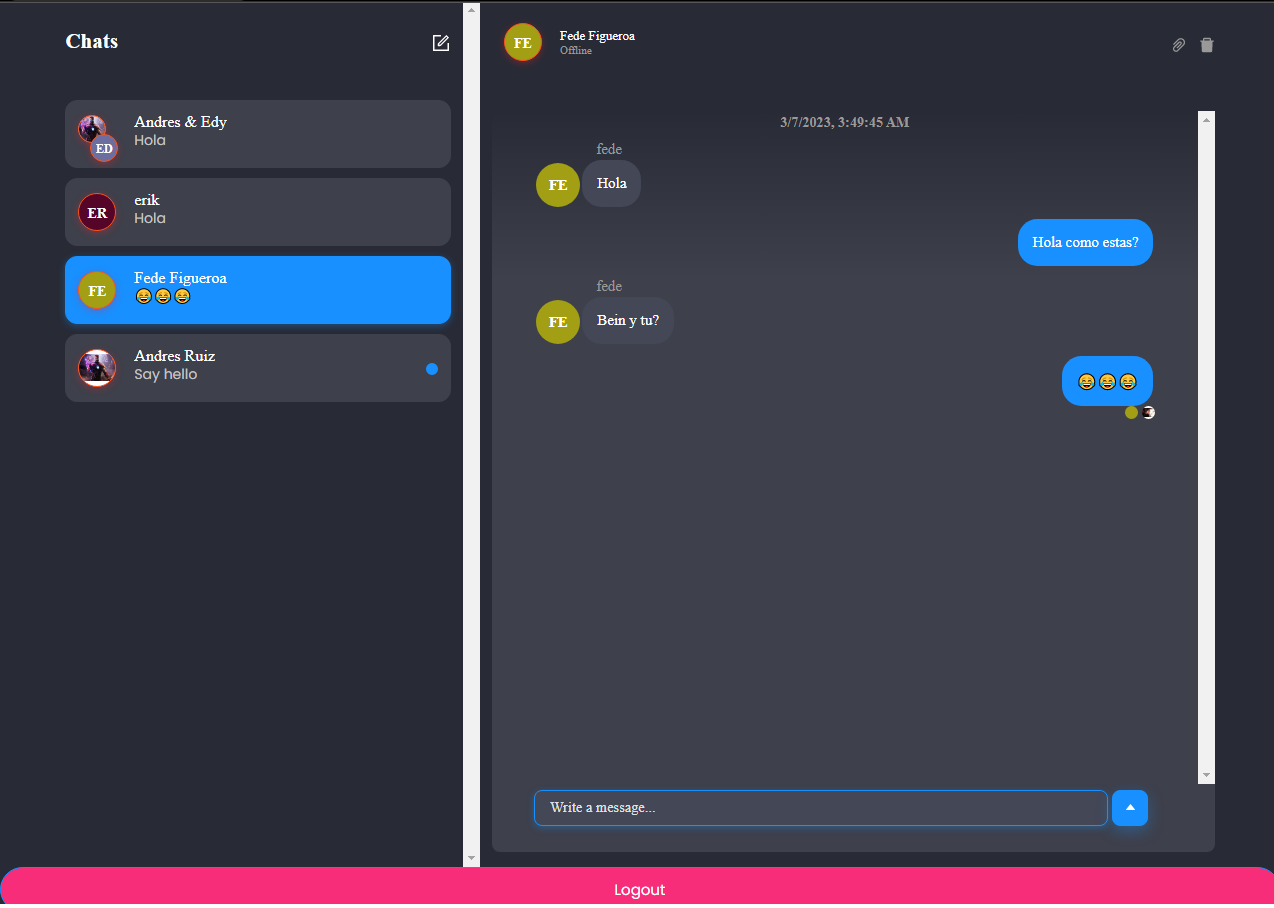 Chats
Andres & Edy
Hola
ED
erik
Hola
ER
Fede Figueroa
😄😄😄
FE
Andres Ruiz
Say hello
FE
Fede Figueroa
Offline
3/7/2023, 3:49:45 AM
fede
FE
Hola
Hola como estas?
fede
FE
Bein y tu?
😄😄😄
Write a message...
Logout